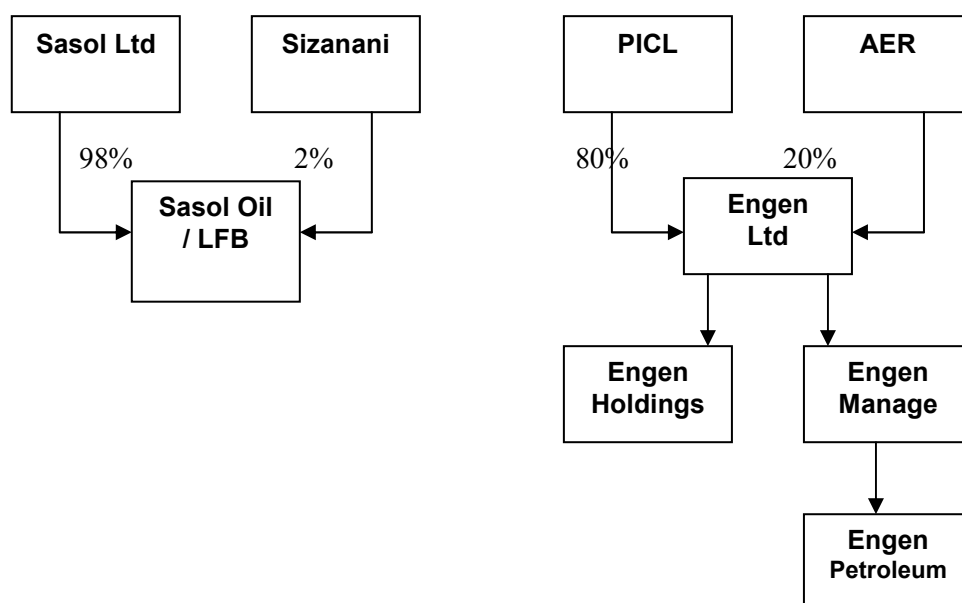 Sasol Ltd
Sizanani
PICL
AER
98%
2%
80%
20%
Sasol Oil
/ LFB
Engen
Ltd
Engen
Holdings
Engen
Manage
Engen
Petroleum